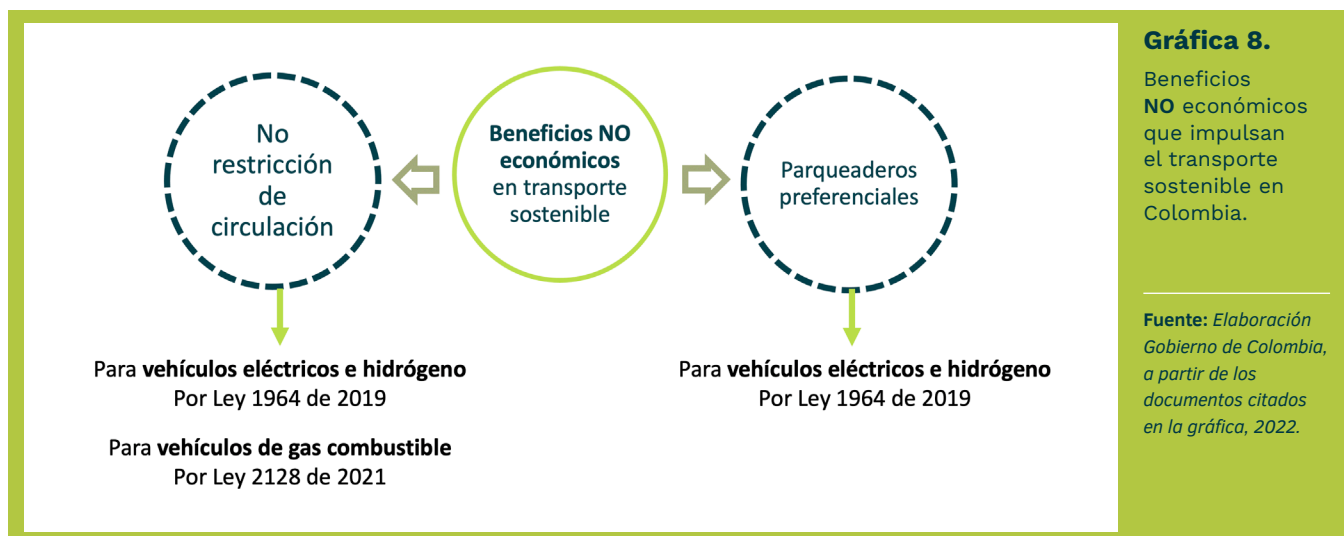 No
restricción
de
circulación
Beneficios NO
económicos
en transporte
sostenible
Parqueaderos
preferenciales
Para vehículos eléctricos e hidrógeno
Por Ley 1964 de 2019
Para vehículos de gas combustible
Por Ley 2128 de 2021
Para vehículos eléctricos e hidrógeno
Por Ley 1964 de 2019
Gráfica 8.
Beneficios
NO económicos
que impulsan
el transporte
sostenible en
Colombia.
Fuente: Elaboración
Gobierno de Colombia,
a partir de los
documentos citados
en la gráfica, 2022.